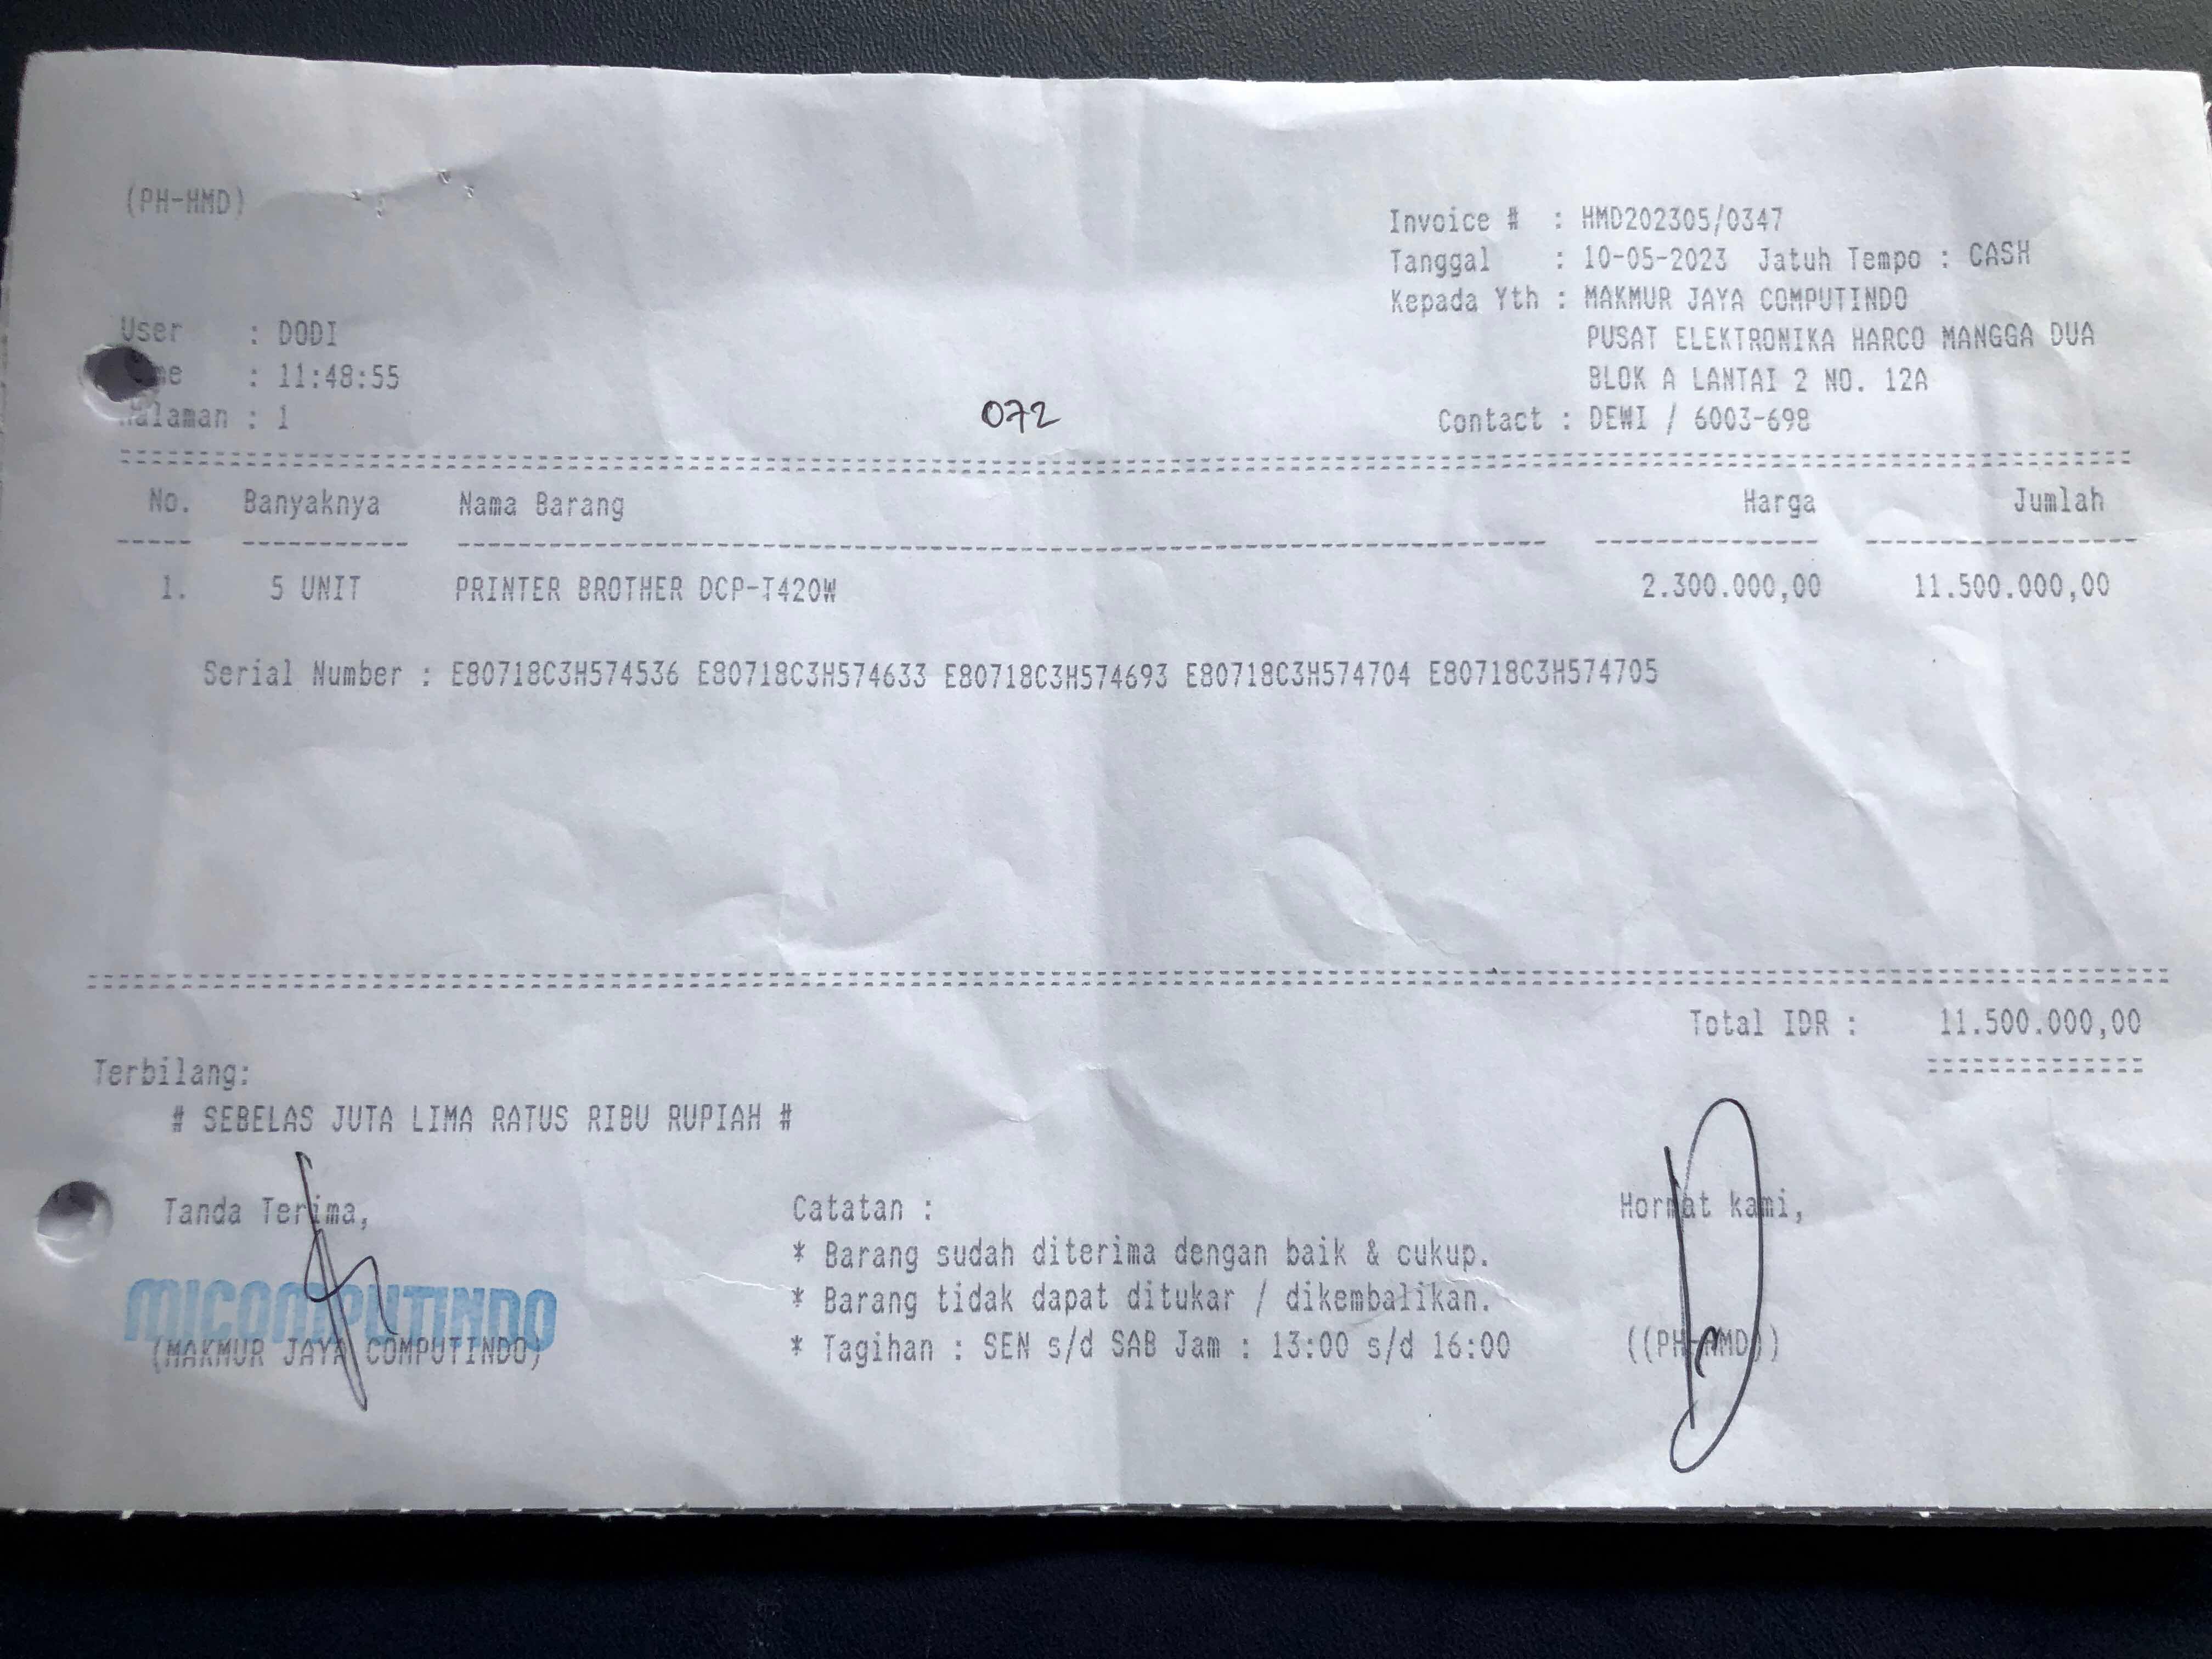 (PH-HMD)
Invoice # : HMD202305/0347
Tanggal : 10-05-2023 Jatuh Tempo : CASH
Kepada Yth : MAKMUR JAYA COMPUTINDO
PUSAT ELEKTRONIKA HARCO MANGGA DUA
BLOK A LANTAI 2 NO. 12A
Contact : DEWI / 6003-698
User : DODI
: 11:48:55
Halaman : 1
072
No. Banyaknya Nama Barang Harga Jumlah
1. 5 UNIT PRINTER BROTHER DCP-T420W 2.300.000,00 11.500.000,00
Serial Number : E80718C3H574536 E80718C3H574633 E80718C3H574693 E80718C3H574704 E80718C3H574705
Total IDR : 11.500.000,00
Terbilang:
# SEBELAS JUTA LIMA RATUS RIBU RUPIAH #
Tanda Terima,
MICOMPUTINDO
(MAKMUR JAYA COMPUTINDO)
Catatan :
* Barang sudah diterima dengan baik & cukup.
* Barang tidak dapat ditukar / dikembalikan.
* Tagihan : SEN s/d SAB Jam : 13:00 s/d 16:00
Hormat kami,
((PH-HMD))